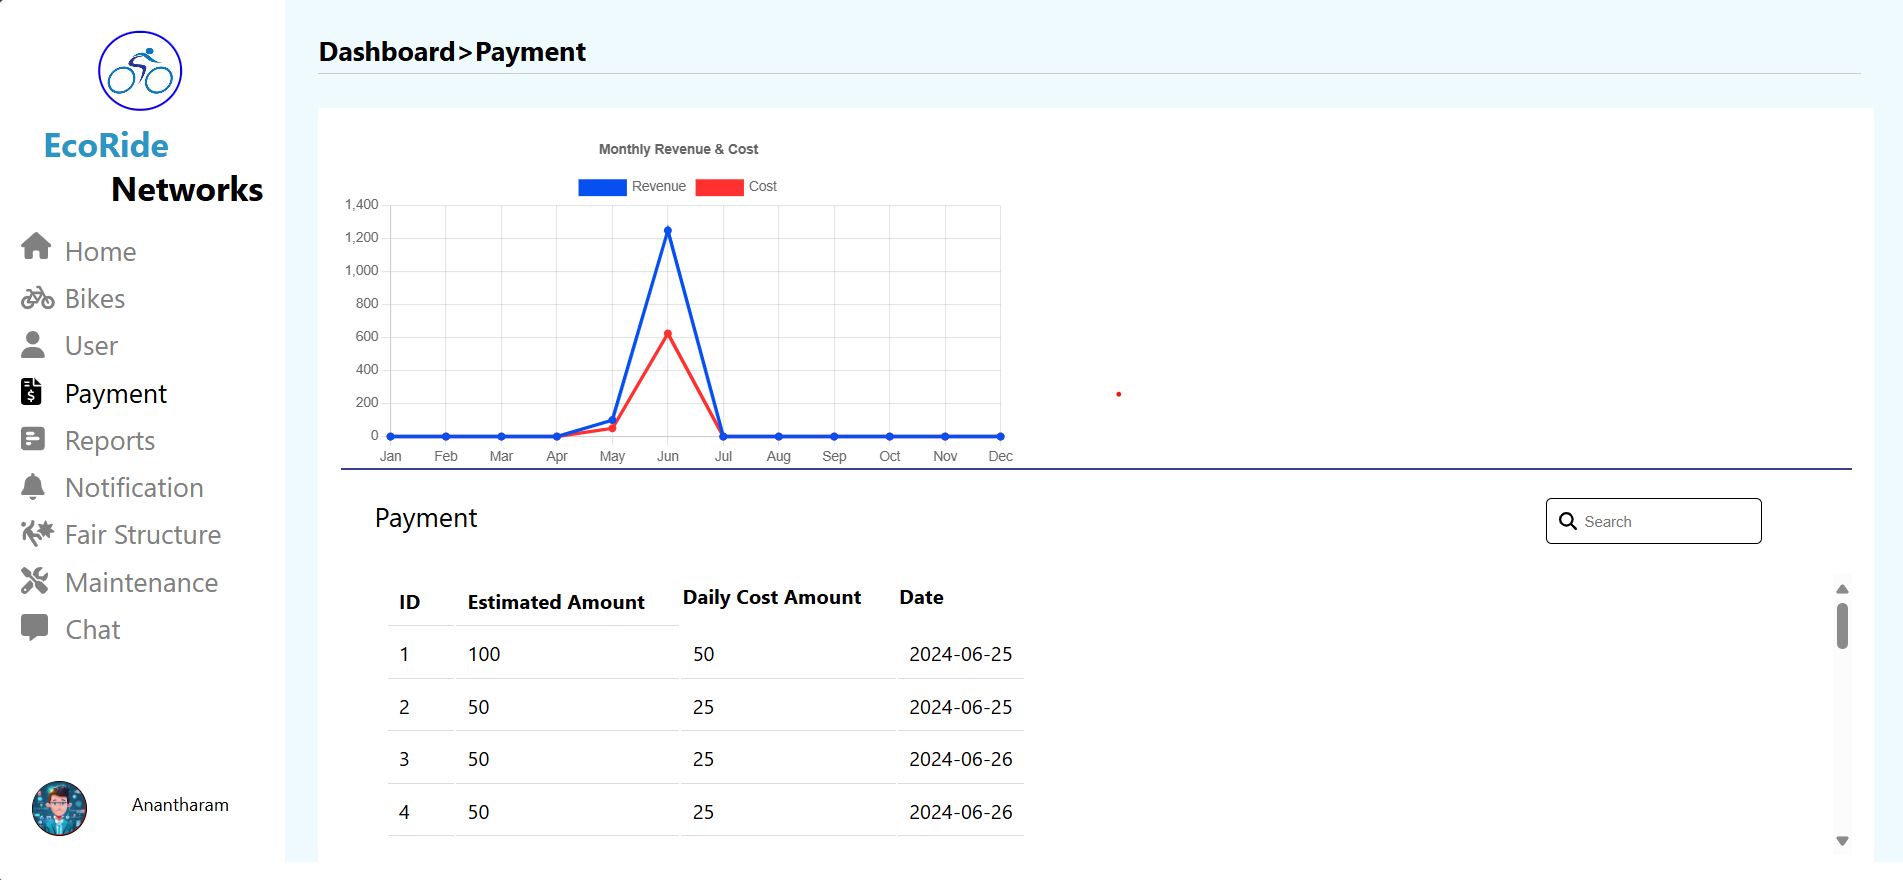 EcoRide
Networks
Home
Bikes
User
Payment
Reports
Notification
Fair Structure
Maintenance
Chat
Anantharam
Dashboard>Payment
Monthly Revenue & Cost
Revenue Cost
1,400
1,200
1,000
800
600
400
200
0
Jan Feb Mar Apr May Jun Jul Aug Sep Oct Nov Dec
Payment
Search
ID Estimated Amount Daily Cost Amount Date
1 100 50 2024-06-25
2 50 25 2024-06-25
3 50 25 2024-06-26
4 50 25 2024-06-26